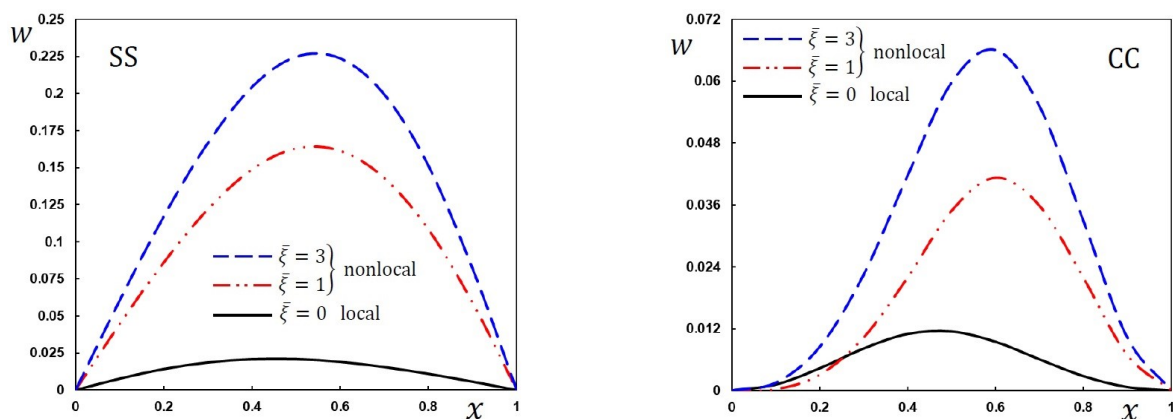 w
SS
0.25
0.225
0.2
0.175
0.15
0.125
0.1
0.075
0.05
0.025
0
ξ̄ = 3
ξ̄ = 1
nonlocal
ξ̄ = 0 local
0 0.2 0.4 0.6 0.8 1
x
w
CC
0.072
0.06
0.048
0.036
0.024
0.012
0
ξ̄ = 3
ξ̄ = 1
nonlocal
ξ̄ = 0 local
0 0.2 0.4 0.6 0.8 1
x